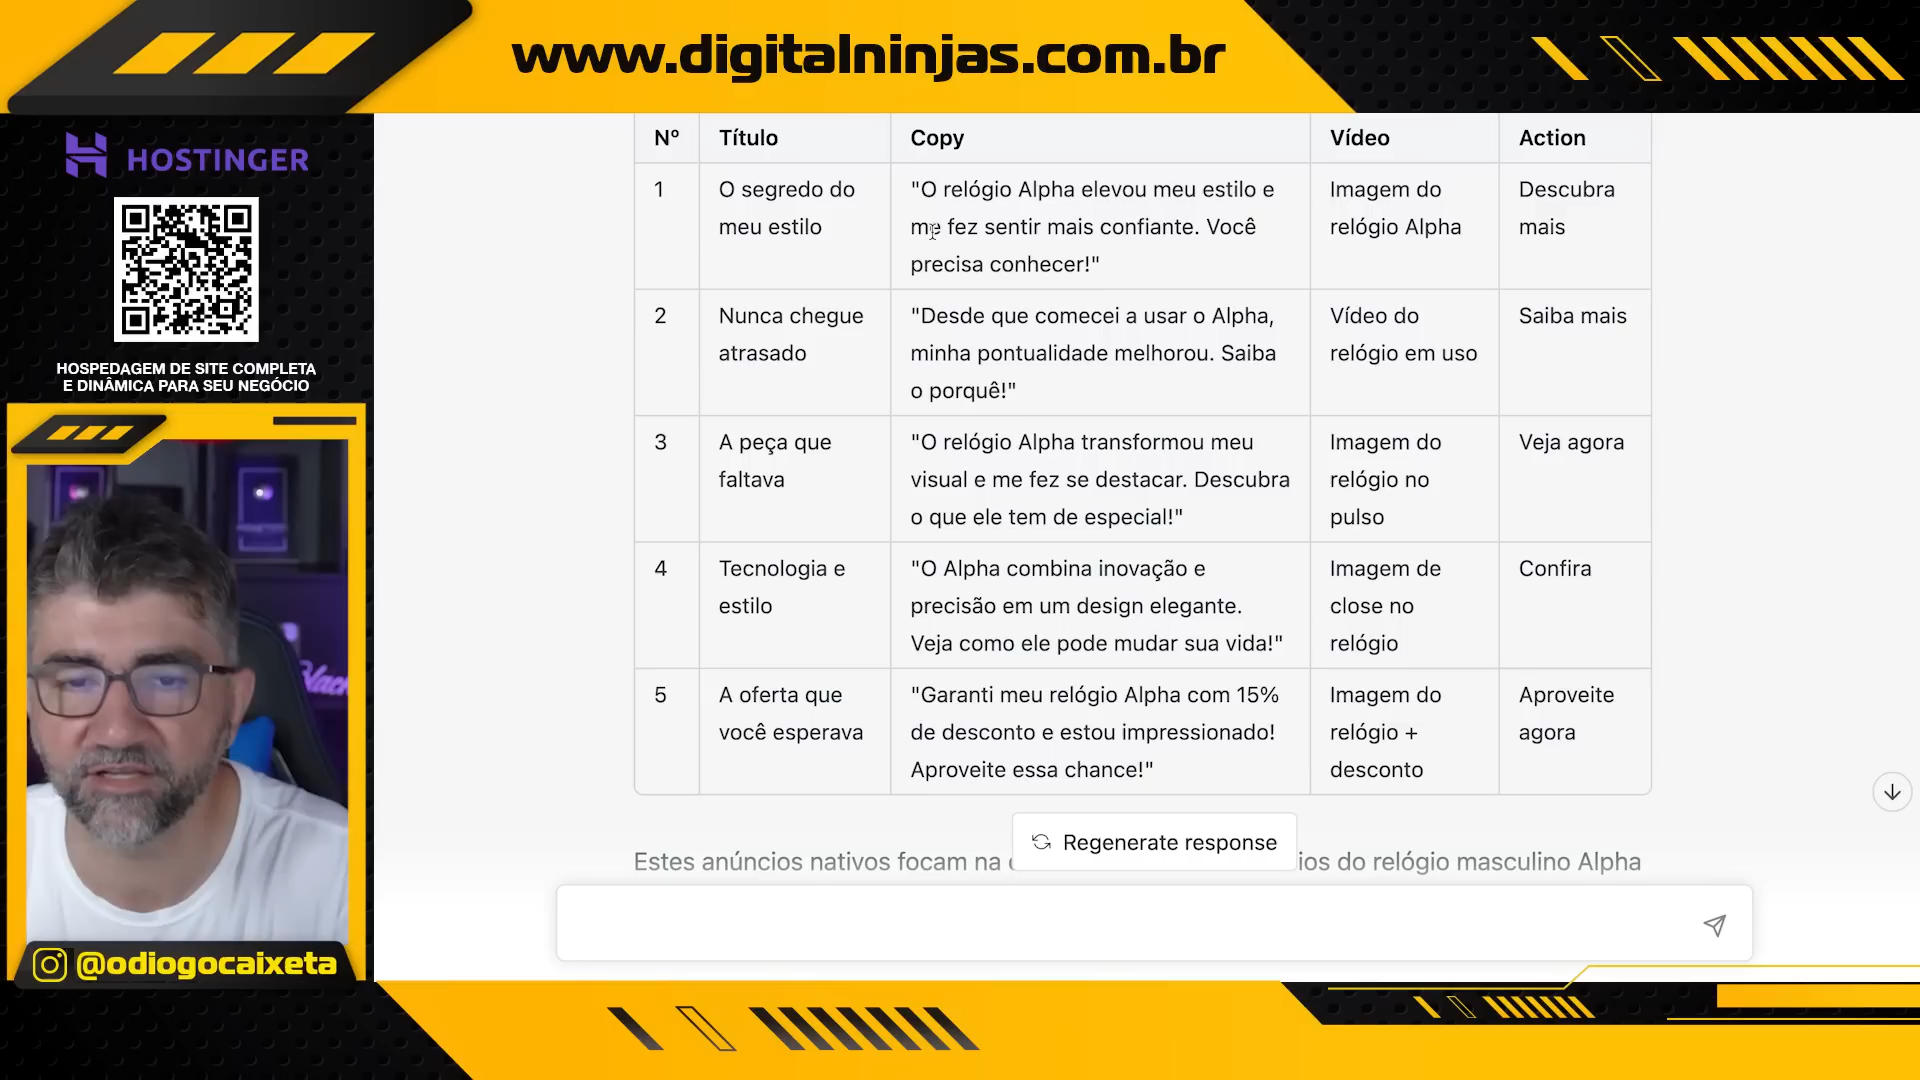 www.digitalninjas.com.br
HOSTINGER
HOSPEDAGEM DE SITE COMPLETA
E DINÂMICA PARA SEU NEGÓCIO
@odiogocaixeta
Nº Título Copy Vídeo Action
1 O segredo do "O relógio Alpha elevou meu estilo e Imagem do Descubra
meu estilo me fez sentir mais confiante. Você relógio Alpha mais
precisa conhecer!"
2 Nunca chegue "Desde que comecei a usar o Alpha, Vídeo do Saiba mais
atrasado minha pontualidade melhorou. Saiba relógio em uso
o porquê!"
3 A peça que "O relógio Alpha transformou meu Imagem do Veja agora
faltava visual e me fez se destacar. Descubra relógio no
o que ele tem de especial!" pulso
4 Tecnologia e "O Alpha combina inovação e Imagem de Confira
estilo precisão em um design elegante. close no
Veja como ele pode mudar sua vida!" relógio
5 A oferta que "Garanti meu relógio Alpha com 15% Imagem do Aproveite
você esperava de desconto e estou impressionado! relógio + agora
Aproveite essa chance!" desconto
Regenerate response
Estes anúncios nativos focam na do relógio masculino Alpha